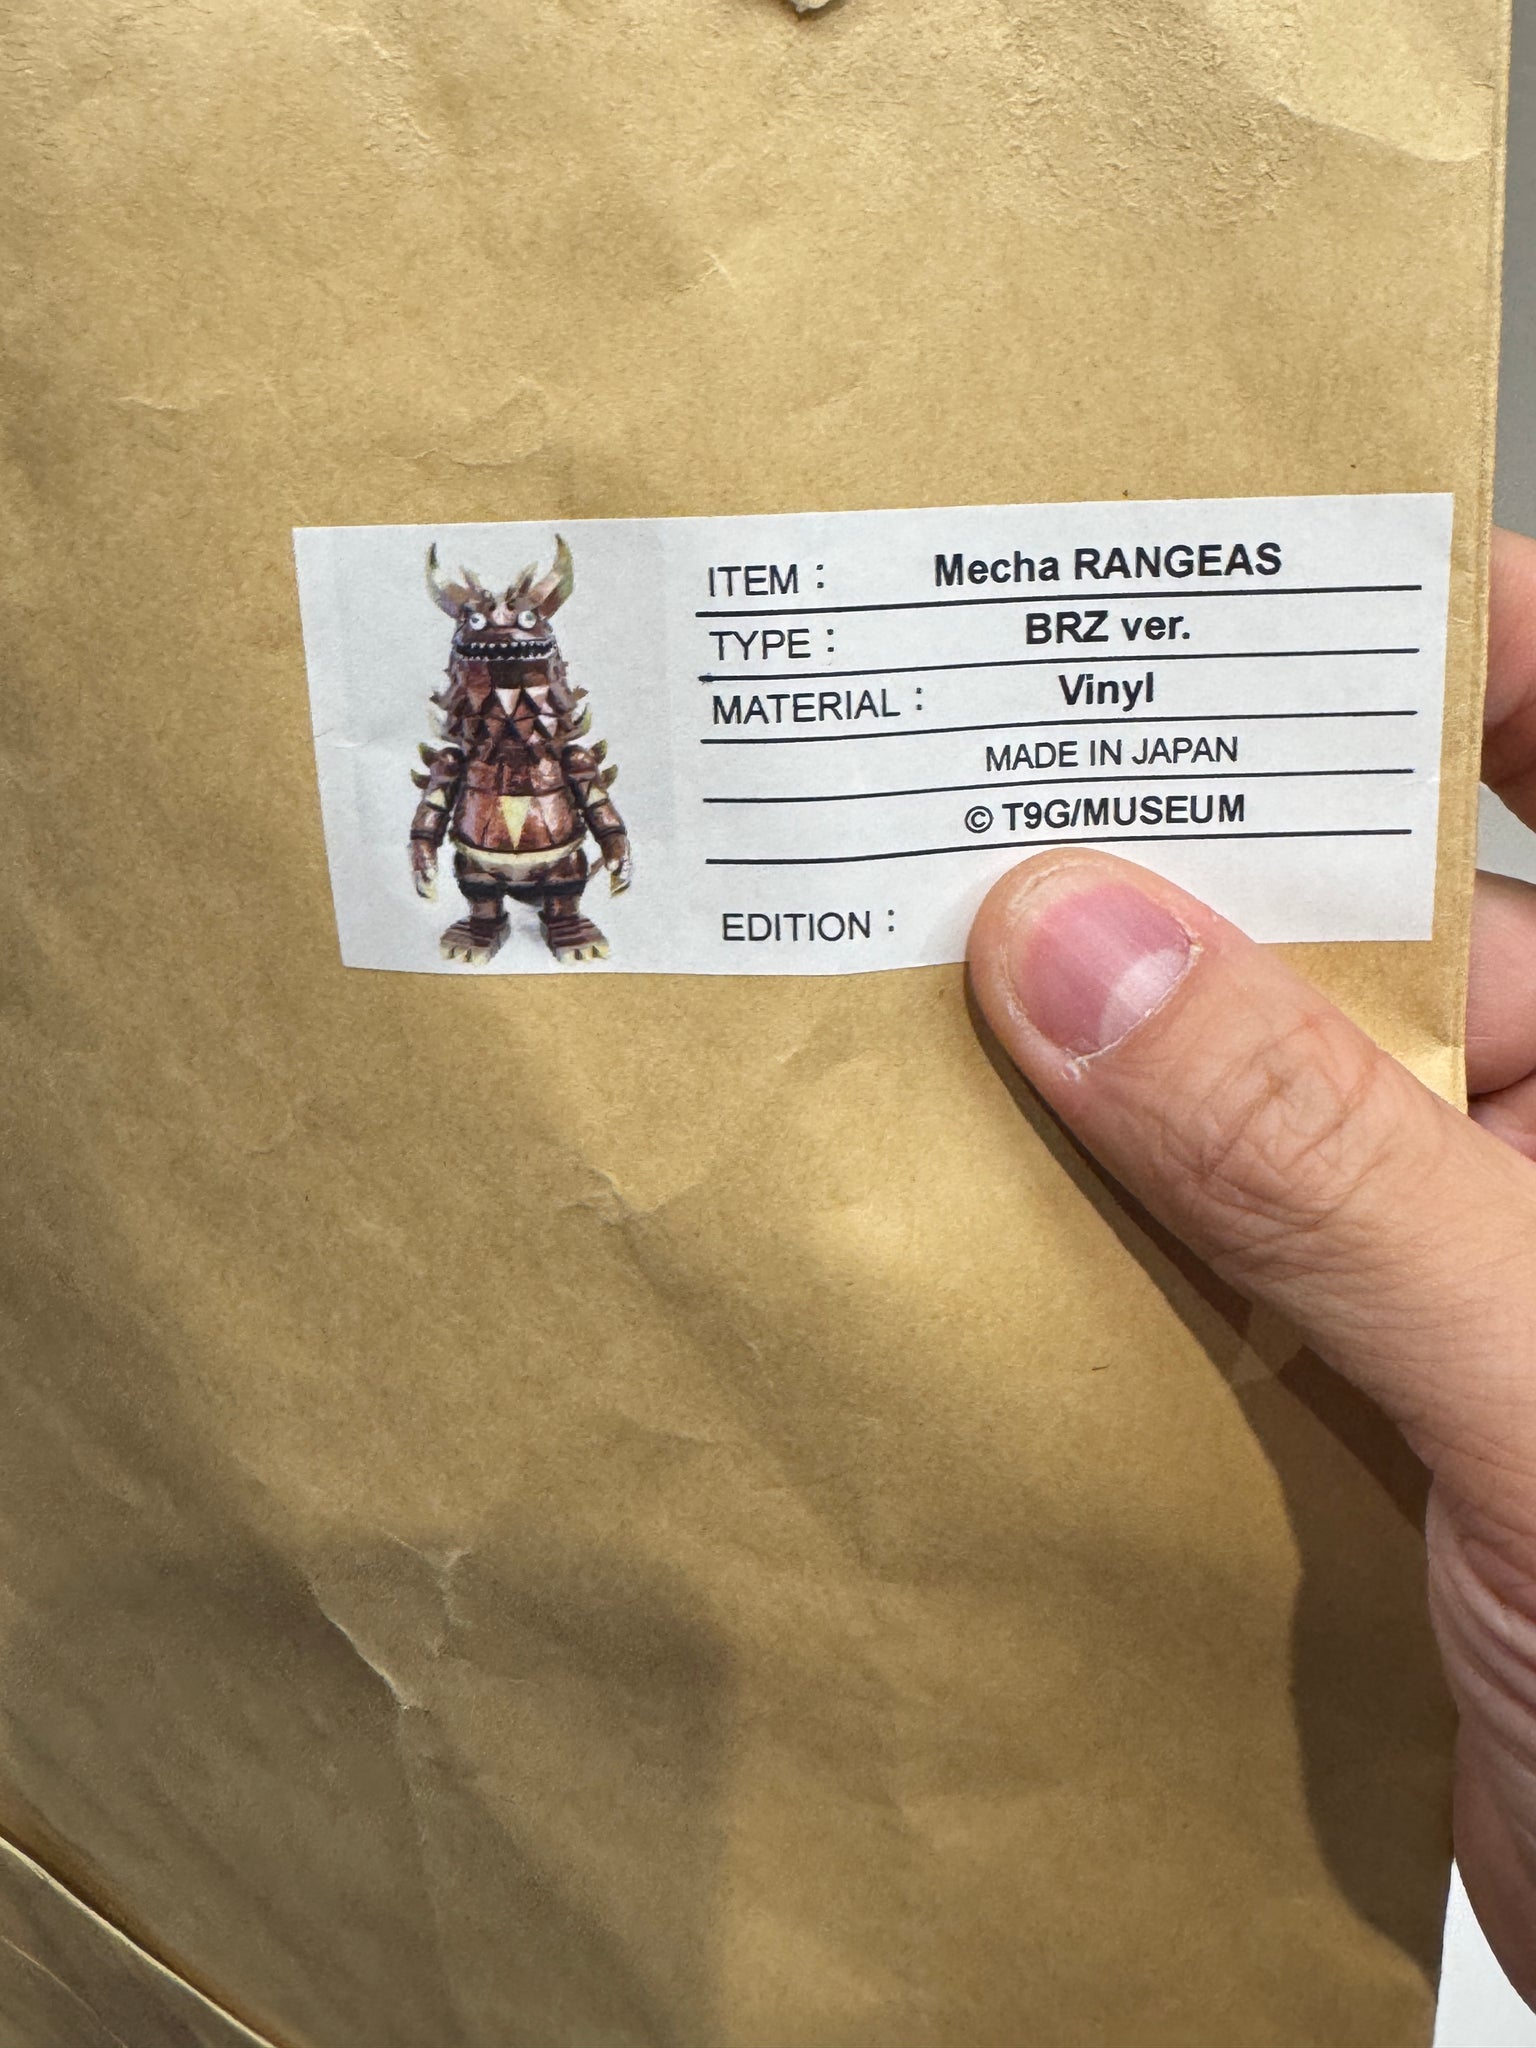 ITEM： Mecha RANGEAS
TYPE： BRZ ver.
MATERIAL： Vinyl
MADE IN JAPAN
© T9G/MUSEUM
EDITION：